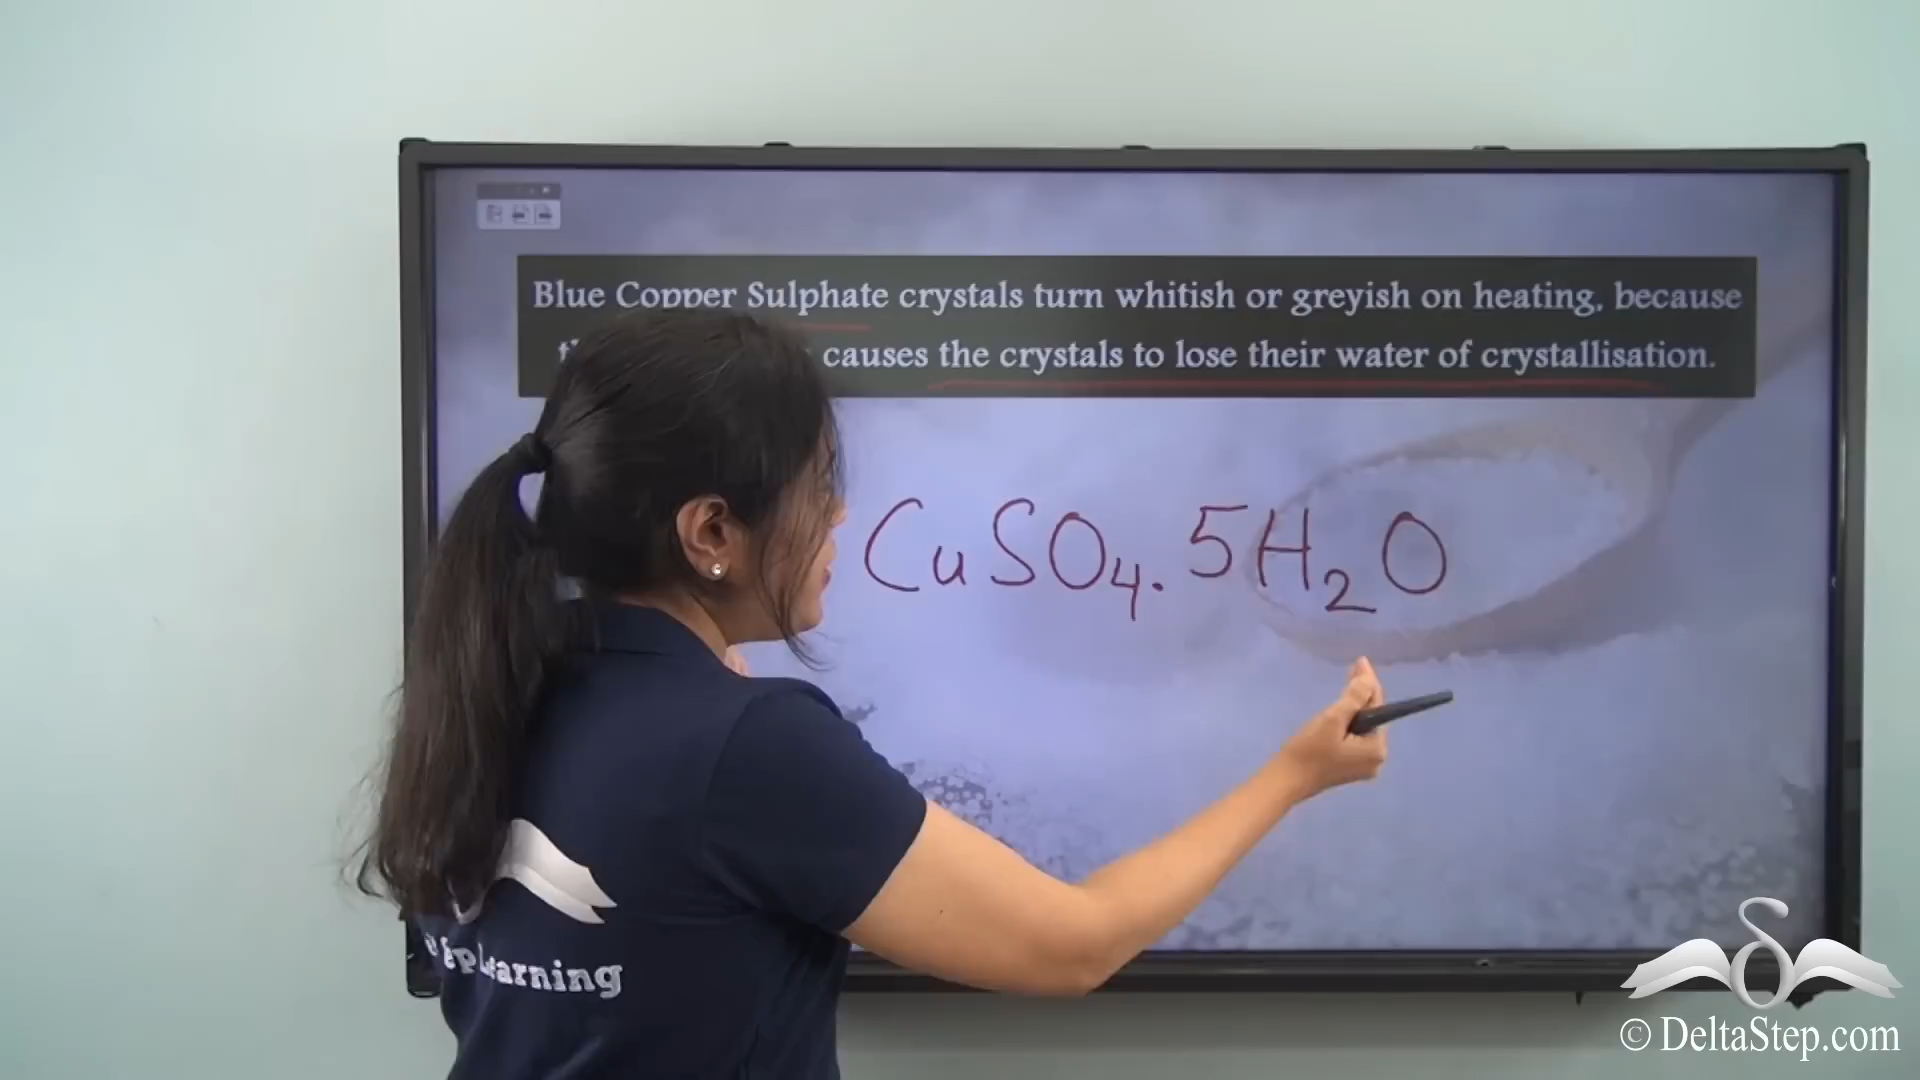 Blue Copper Sulphate crystals turn whitish or greyish on heating, because
causes the crystals to lose their water of crystallisation.
CuSO₄.5H₂O
Learning
© DeltaStep.com